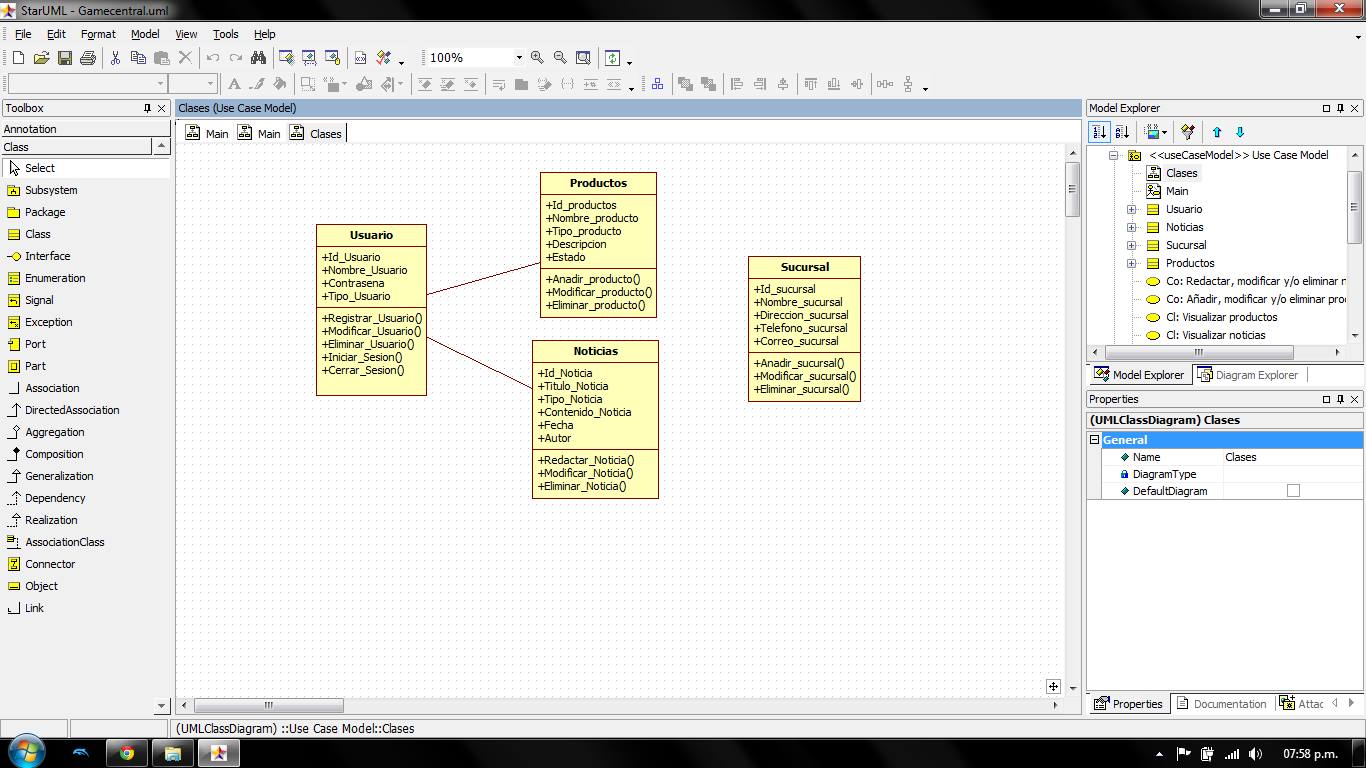 StarUML - Gamecentral.uml
File Edit Format Model View Tools Help
100%
Toolbox
Annotation
Class
Select
Subsystem
Package
Class
Interface
Enumeration
Signal
Exception
Port
Part
Association
DirectedAssociation
Aggregation
Composition
Generalization
Dependency
Realization
AssociationClass
Connector
Object
Link
Clases (Use Case Model)
Main Main Clases
Usuario
+Id_Usuario
+Nombre_Usuario
+Contrasena
+Tipo_Usuario
+Registrar_Usuario()
+Modificar_Usuario()
+Eliminar_Usuario()
+Iniciar_Sesion()
+Cerrar_Sesion()
Productos
+Id_productos
+Nombre_producto
+Tipo_producto
+Descripcion
+Estado
+Anadir_producto()
+Modificar_producto()
+Eliminar_producto()
Noticias
+Id_Noticia
+Titulo_Noticia
+Tipo_Noticia
+Contenido_Noticia
+Fecha
+Autor
+Redactar_Noticia()
+Modificar_Noticia()
+Eliminar_Noticia()
Sucursal
+Id_sucursal
+Nombre_sucursal
+Direccion_sucursal
+Telefono_sucursal
+Correo_sucursal
+Anadir_sucursal()
+Modificar_sucursal()
+Eliminar_sucursal()
Model Explorer
<<useCaseModel>> Use Case Model
Clases
Main
Usuario
Noticias
Sucursal
Productos
Co: Redactar, modificar y/o eliminar n
Co: Añadir, modificar y/o eliminar pro
Cl: Visualizar productos
Cl: Visualizar noticias
Model Explorer Diagram Explorer
Properties
(UMLClassDiagram) Clases
General
Name Clases
DiagramType
DefaultDiagram
Properties Documentation Attac
(UMLClassDiagram) ::Use Case Model::Clases
07:58 p.m.